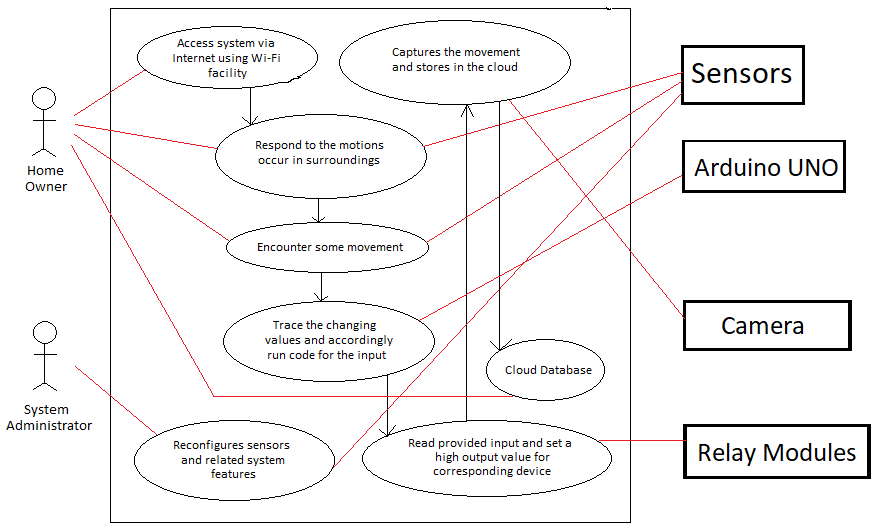 Access system via
Internet using Wi-Fi
facility
Captures the movement
and stores in the cloud
Sensors
Home
Owner
Respond to the motions
occur in surroundings
Arduino UNO
Encounter some movement
Trace the changing
values and accordingly
run code for the input
Camera
Cloud Database
System
Administrator
Reconfigures sensors
and related system
features
Read provided input and set a
high output value for
corresponding device
Relay Modules